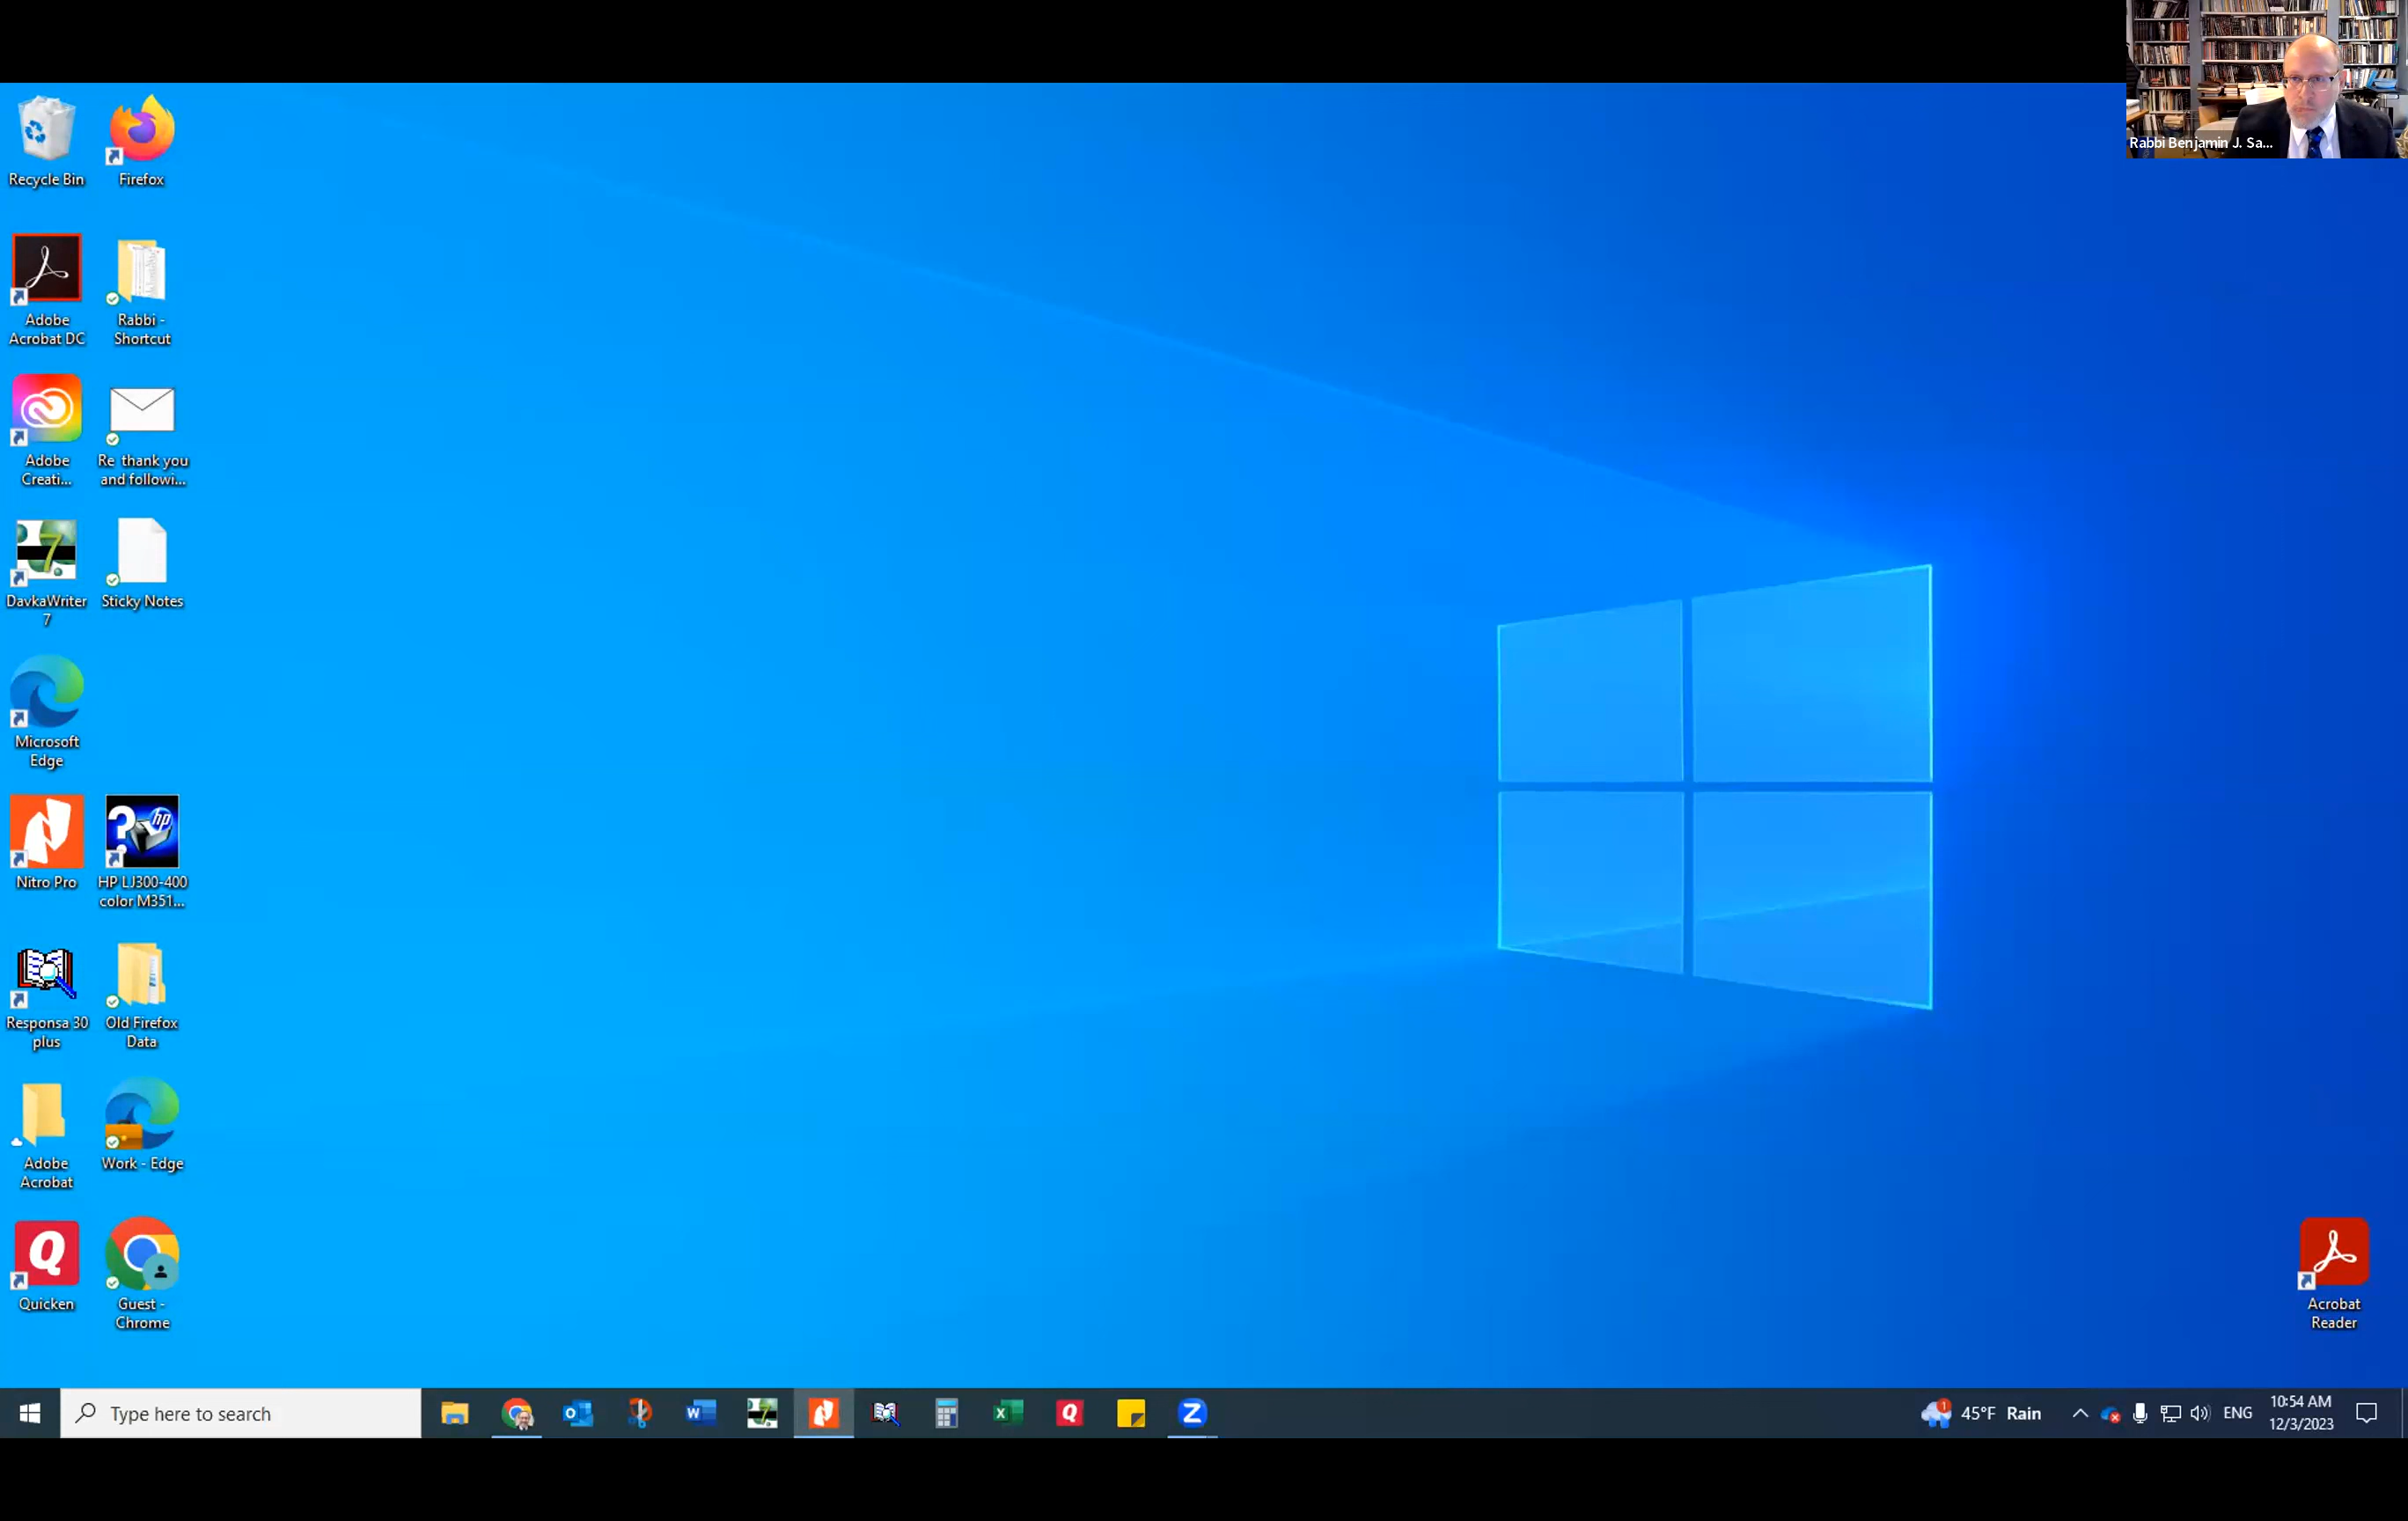 Rabbi Benjamin J. Sa...
Recycle Bin
Firefox
Adobe
Acrobat DC
Rabbi -
Shortcut
Adobe
Creati...
Re thank you
and followi...
DavkaWriter
7
Sticky Notes
Microsoft
Edge
Nitro Pro
HP LJ300-400
color M351...
Responsa 30
plus
Old Firefox
Data
Adobe
Acrobat
Work - Edge
Quicken
Guest -
Chrome
Acrobat
Reader
Type here to search
45°F Rain
ENG
10:54 AM
12/3/2023